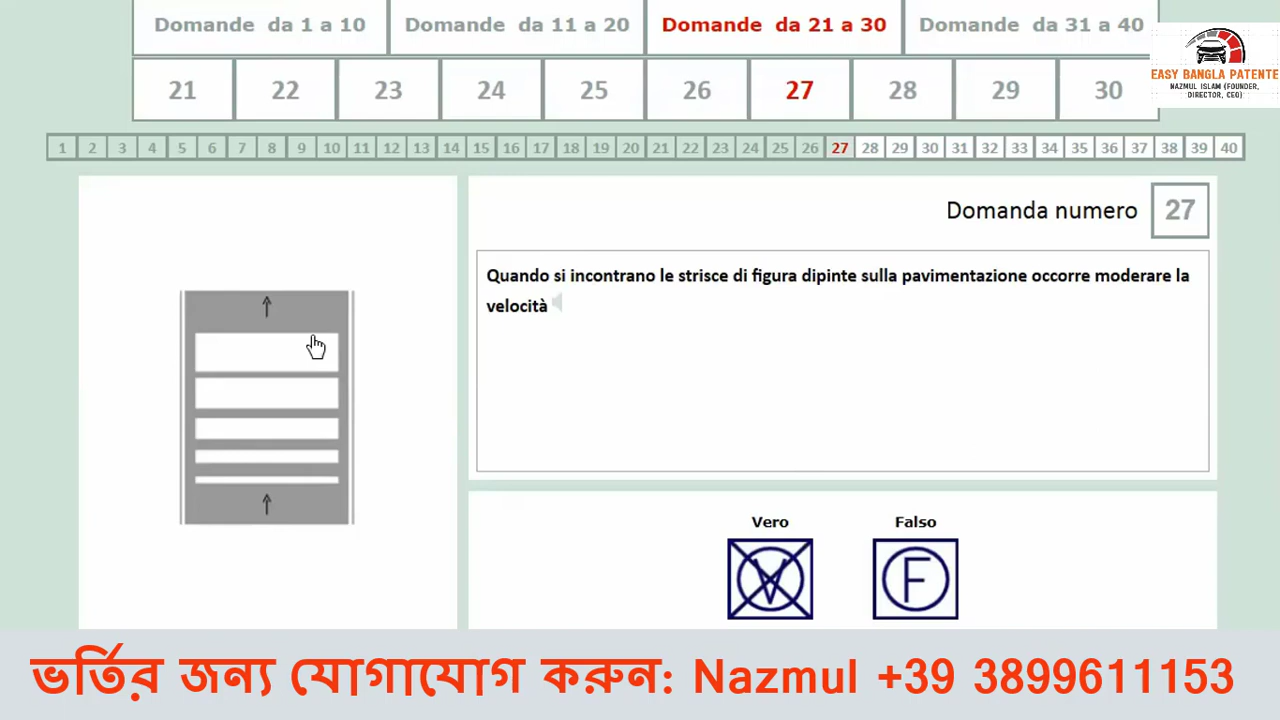 Domande da 1 a 10 Domande da 11 a 20 Domande da 21 a 30 Domande da 31 a 40
EASY BANGLA PATENTE
NAZMUL ISLAM (FOUNDER,
DIRECTOR, CEO)
21 22 23 24 25 26 27 28 29 30
1 2 3 4 5 6 7 8 9 10 11 12 13 14 15 16 17 18 19 20 21 22 23 24 25 26 27 28 29 30 31 32 33 34 35 36 37 38 39 40
Domanda numero 27
Quando si incontrano le strisce di figura dipinte sulla pavimentazione occorre moderare la
velocità
Vero Falso
V F
ভর্তির জন্য যোগাযোগ করুন: Nazmul +39 3899611153